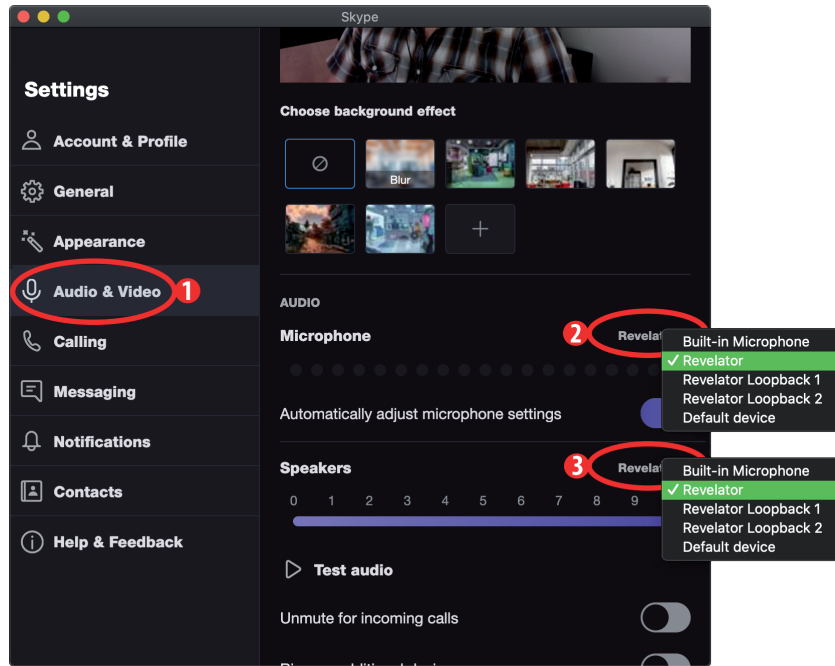 Skype
Settings
Account & Profile
General
Appearance
Audio & Video
1
Calling
Messaging
Notifications
Contacts
Help & Feedback
Choose background effect
Blur
AUDIO
Microphone
2
Built-in Microphone
✓ Revelator
Revelator Loopback 1
Revelator Loopback 2
Default device
Automatically adjust microphone settings
Speakers
3
Built-in Microphone
✓ Revelator
Revelator Loopback 1
Revelator Loopback 2
Default device
0 1 2 3 4 5 6 7 8 9
Test audio
Unmute for incoming calls